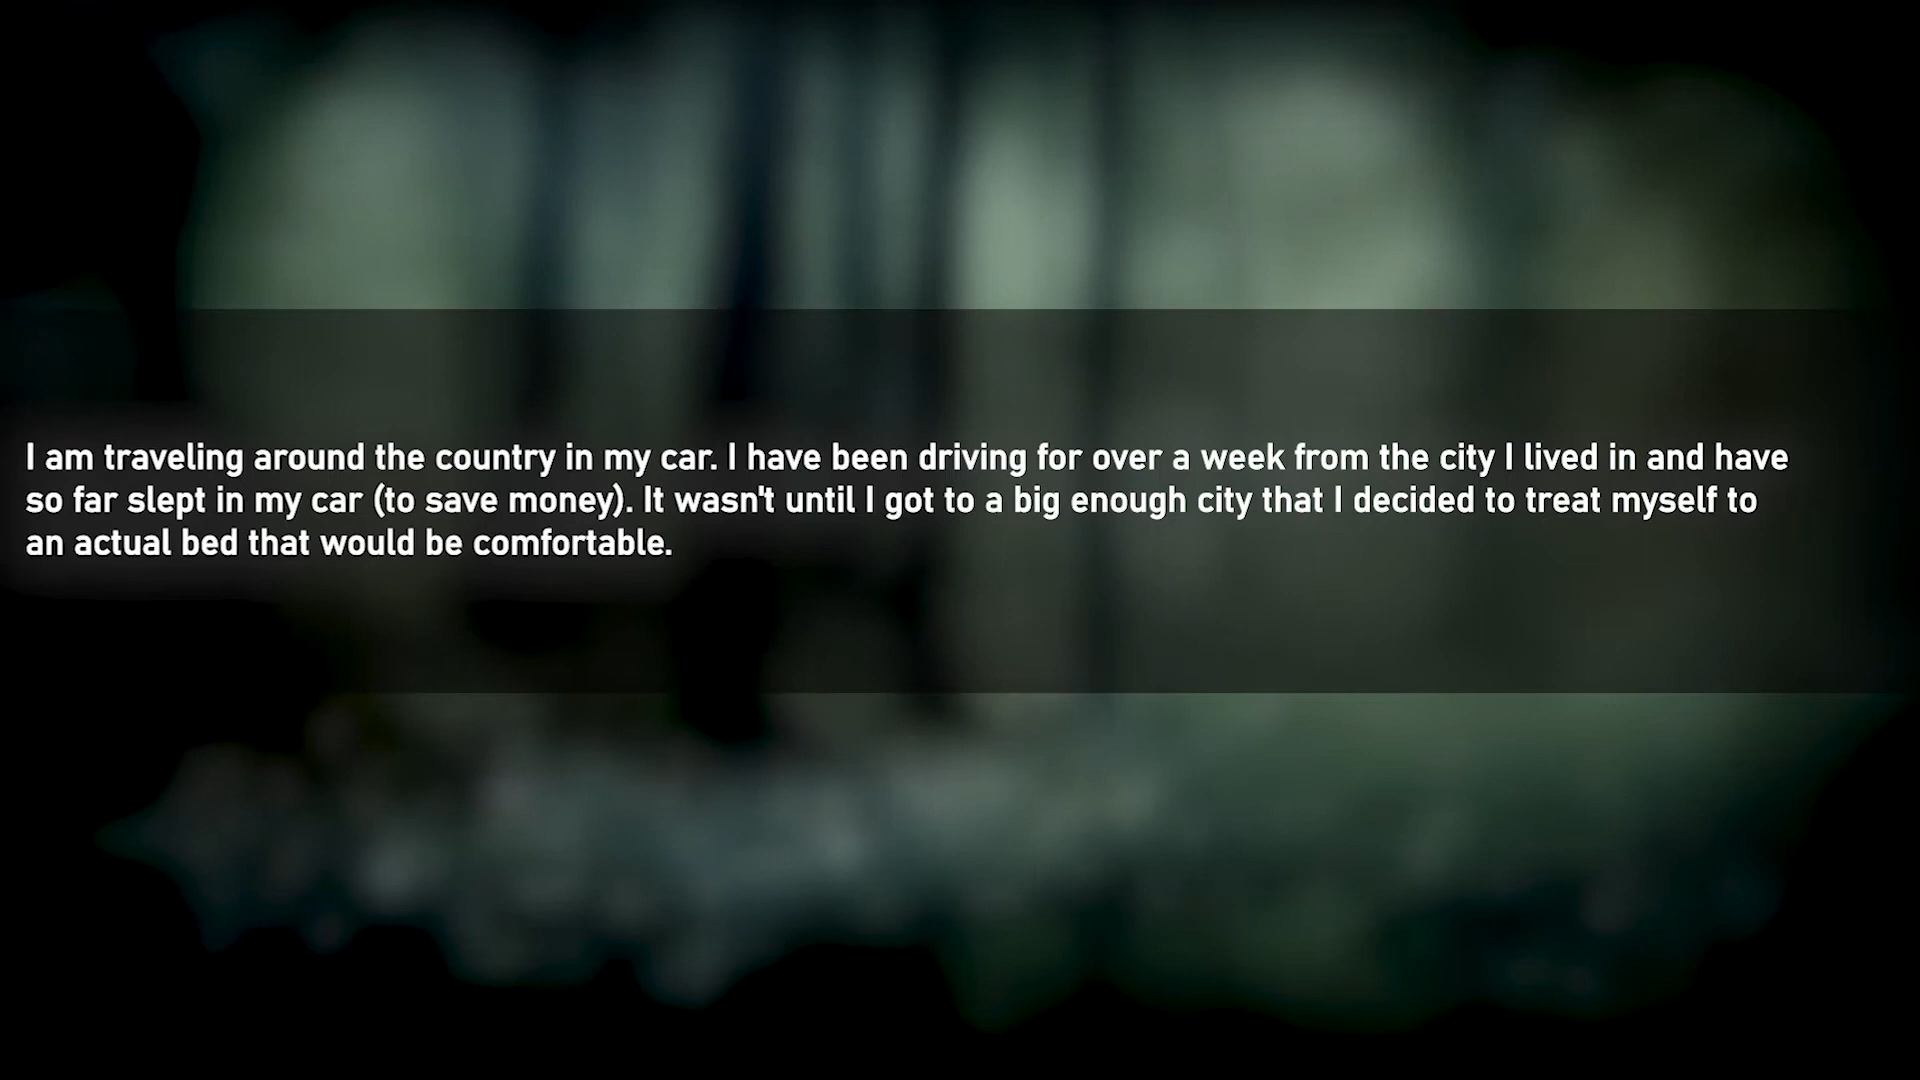 I am traveling around the country in my car. I have been driving for over a week from the city I lived in and have
so far slept in my car (to save money). It wasn't until I got to a big enough city that I decided to treat myself to
an actual bed that would be comfortable.